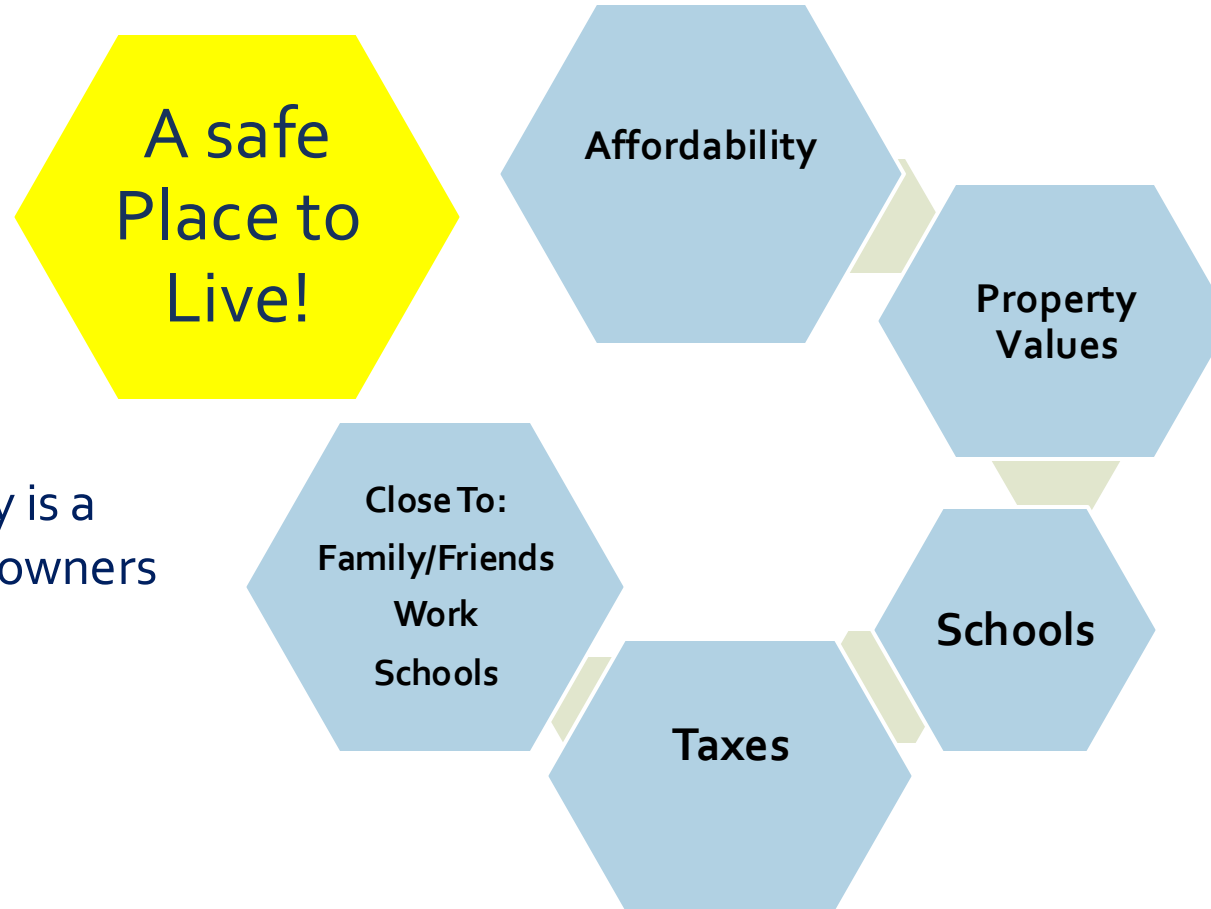 A safe
Place to
Live!
Affordability
Property
Values
y is a
owners
Close To:
Family/Friends
Work
Schools
Schools
Taxes